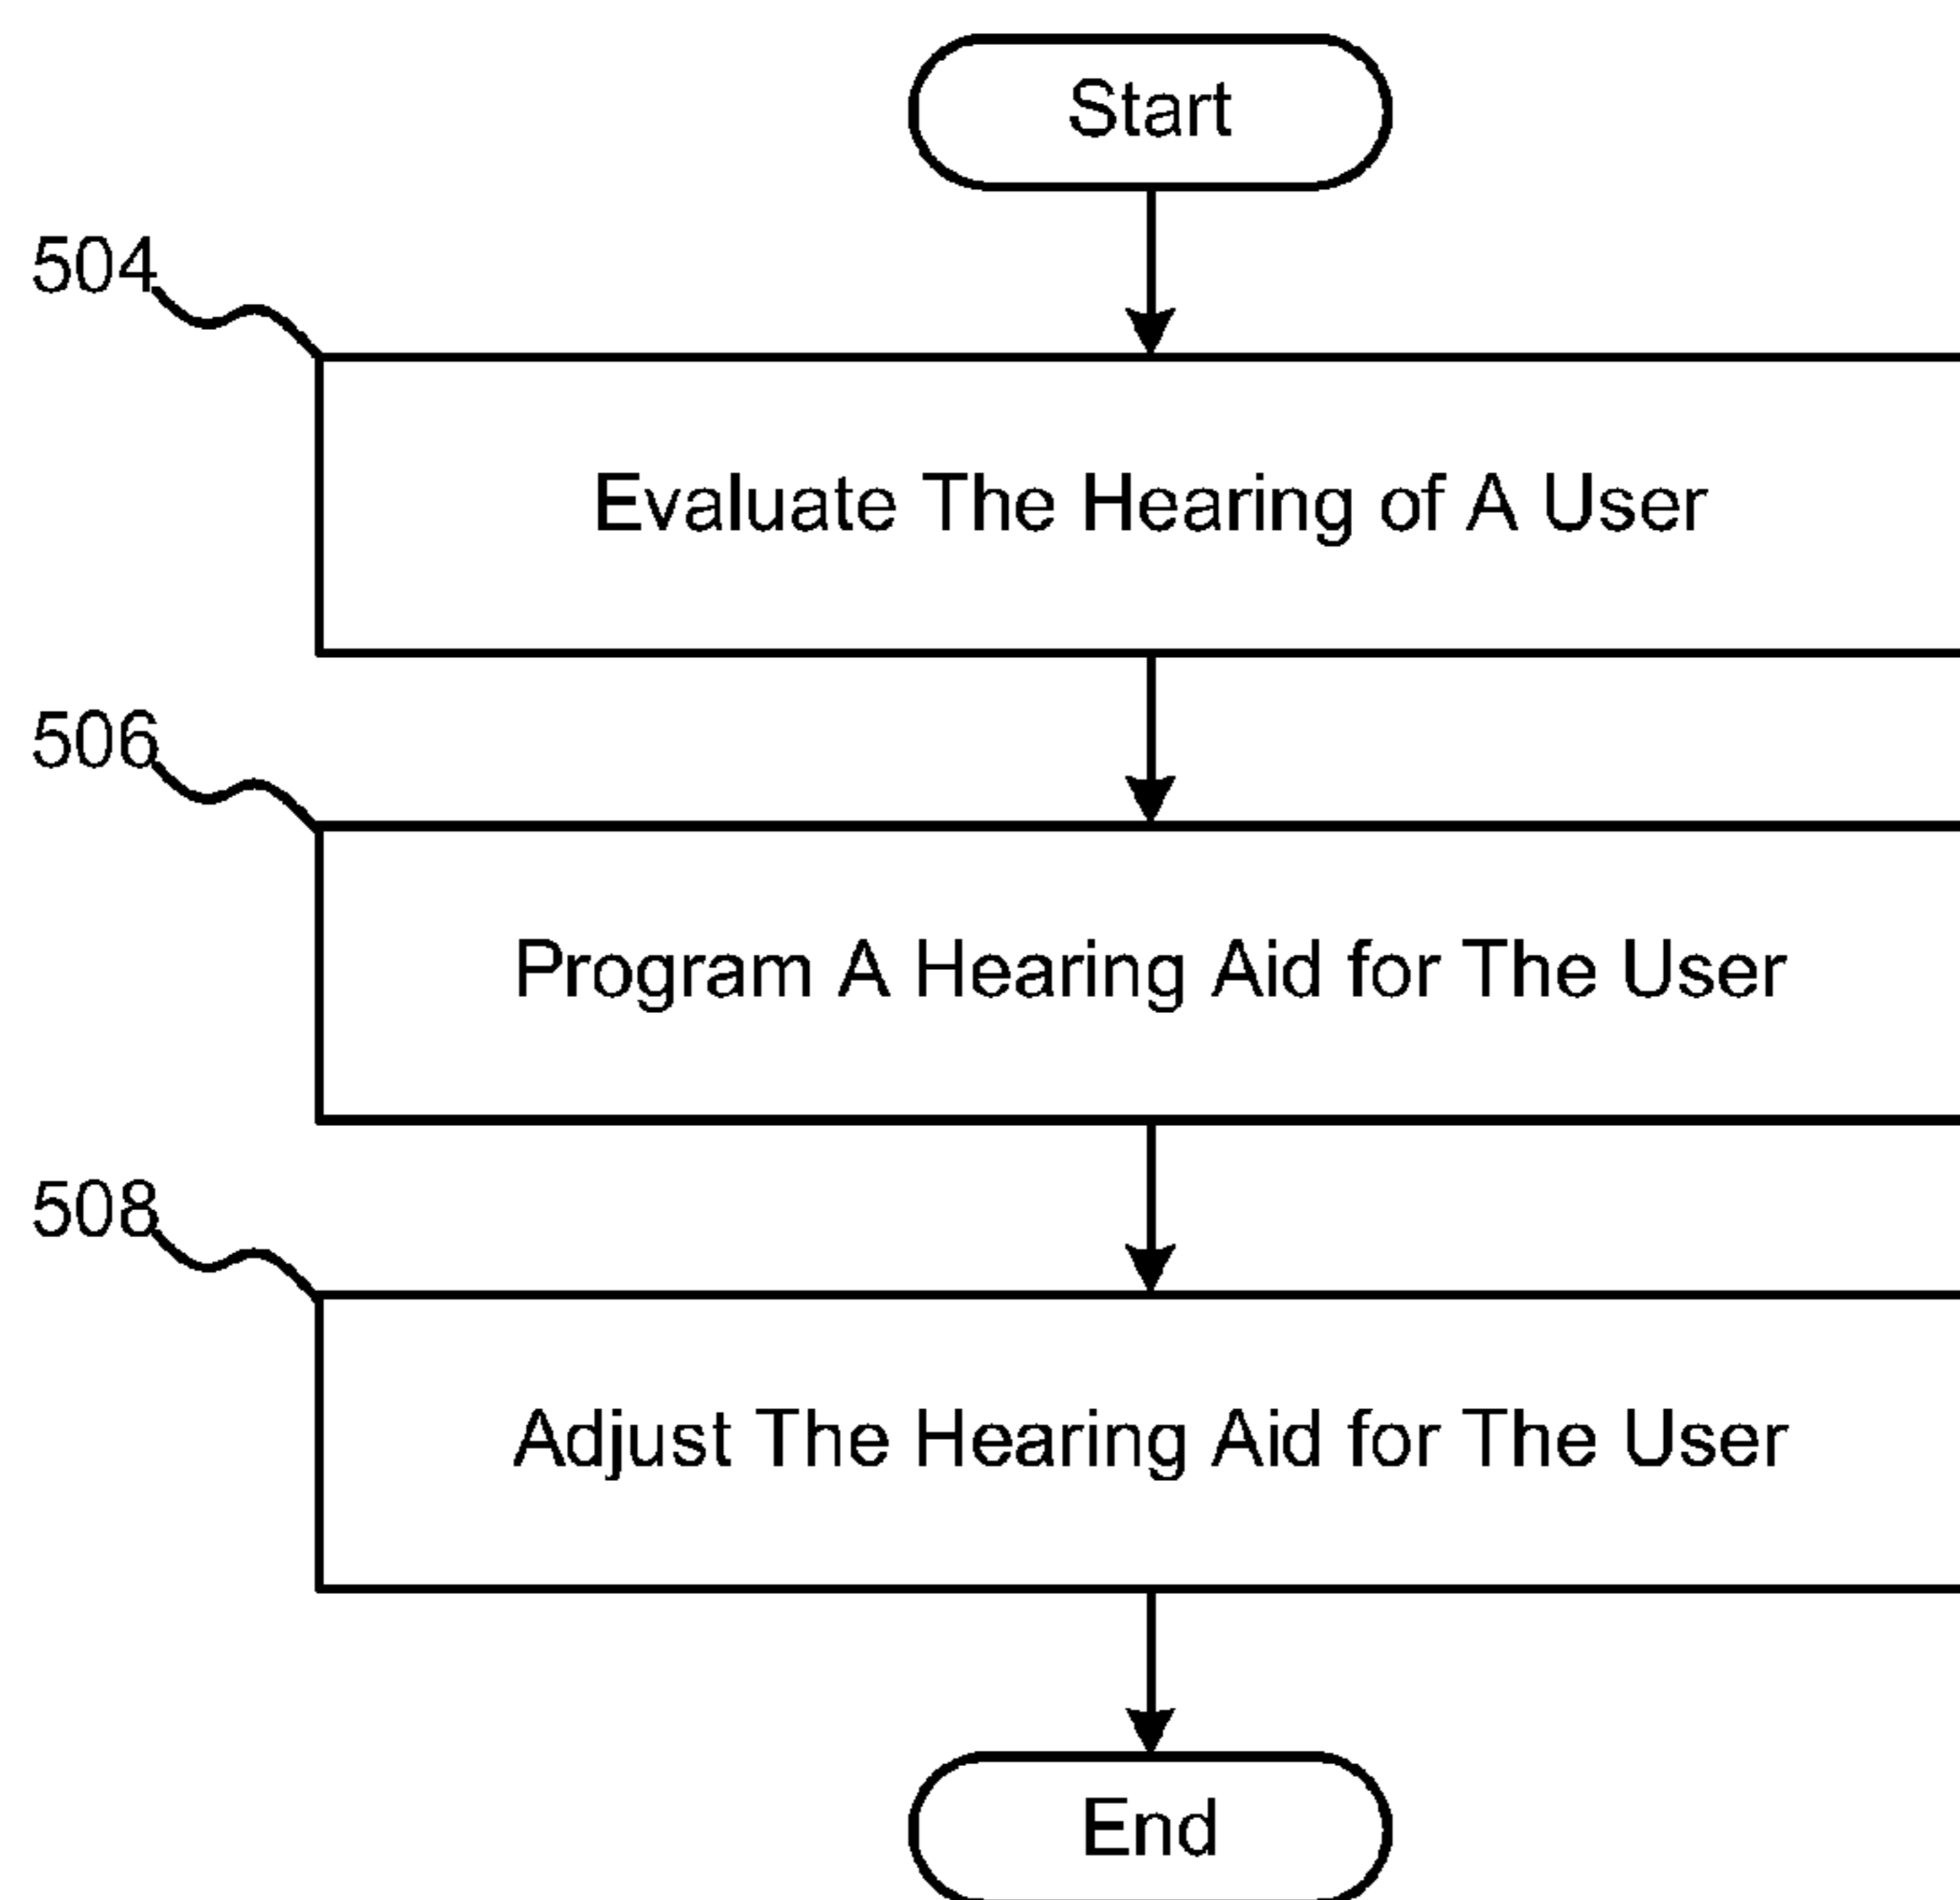 Start
504
Evaluate The Hearing of A User
506
Program A Hearing Aid for The User
508
Adjust The Hearing Aid for The User
End